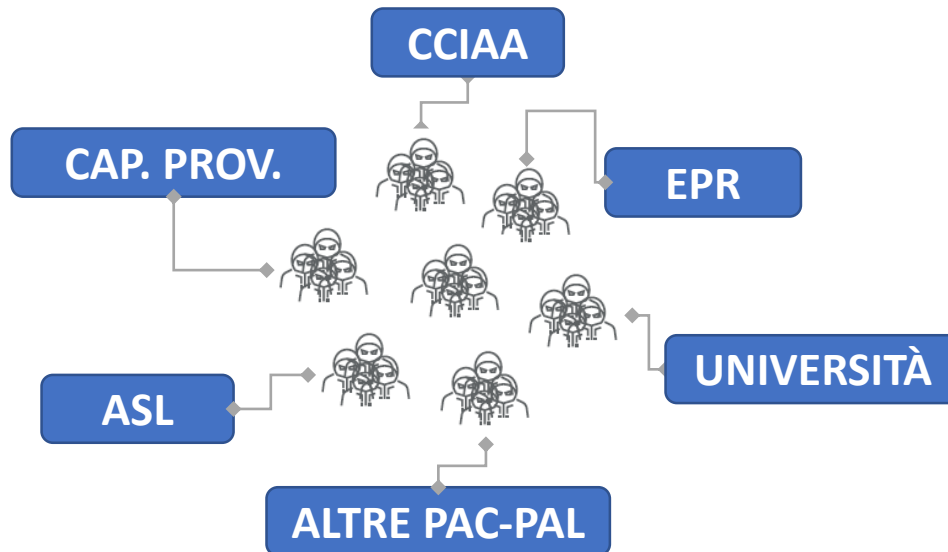 CCIAA
CAP. PROV.
EPR
UNIVERSITÀ
ASL
ALTRE PAC-PAL